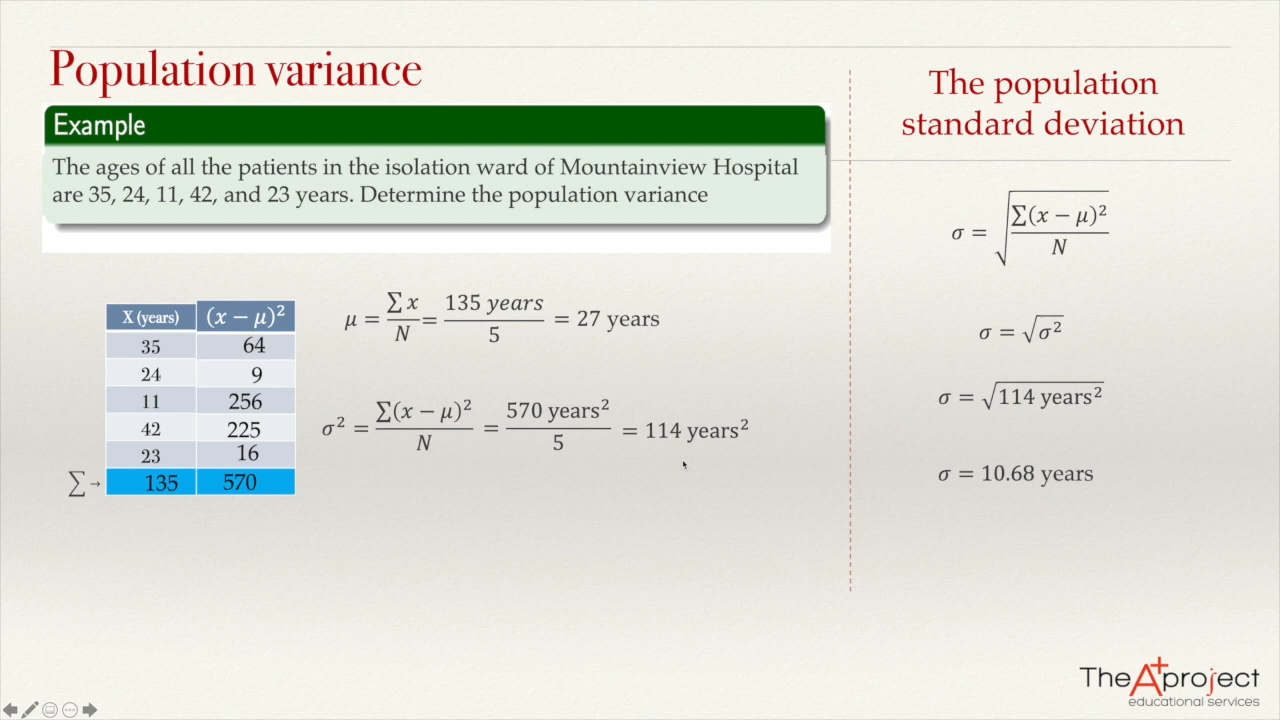 Population variance
Example
The ages of all the patients in the isolation ward of Mountainview Hospital
are 35, 24, 11, 42, and 23 years. Determine the population variance
X (years) (x − μ)²
35 64
24 9
11 256
42 225
23 16
∑→ 135 570
μ = ∑ x / N = 135 years / 5 = 27 years
σ² = ∑(x − μ)² / N = 570 years² / 5 = 114 years²
The population
standard deviation
σ = √(∑(x − μ)² / N)
σ = √σ²
σ = √114 years²
σ = 10.68 years
The A+ project
educational services